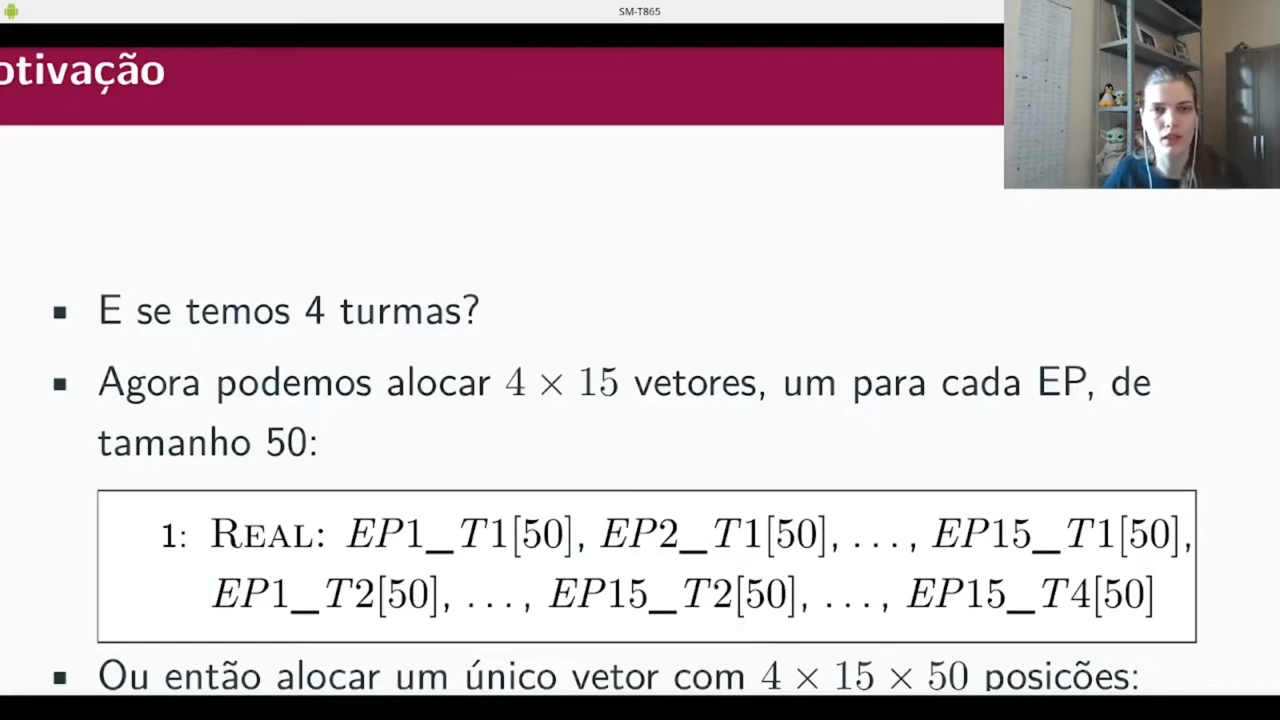 SM-T865
otivação
▪ E se temos 4 turmas?
▪ Agora podemos alocar 4 × 15 vetores, um para cada EP, de
tamanho 50:
1: REAL: EP1_T1[50], EP2_T1[50], ..., EP15_T1[50],
EP1_T2[50], ..., EP15_T2[50], ..., EP15_T4[50]
▪ Ou então alocar um único vetor com 4 × 15 × 50 posições: